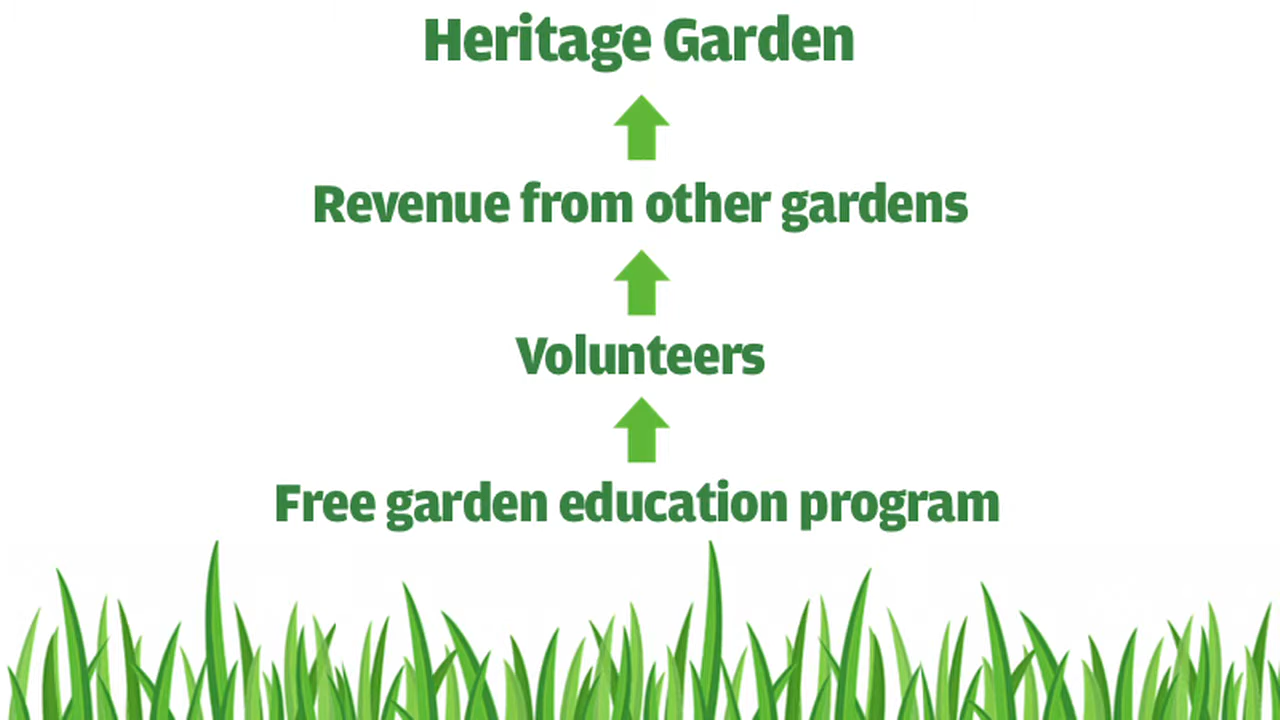 Heritage Garden
Revenue from other gardens
Volunteers
Free garden education program